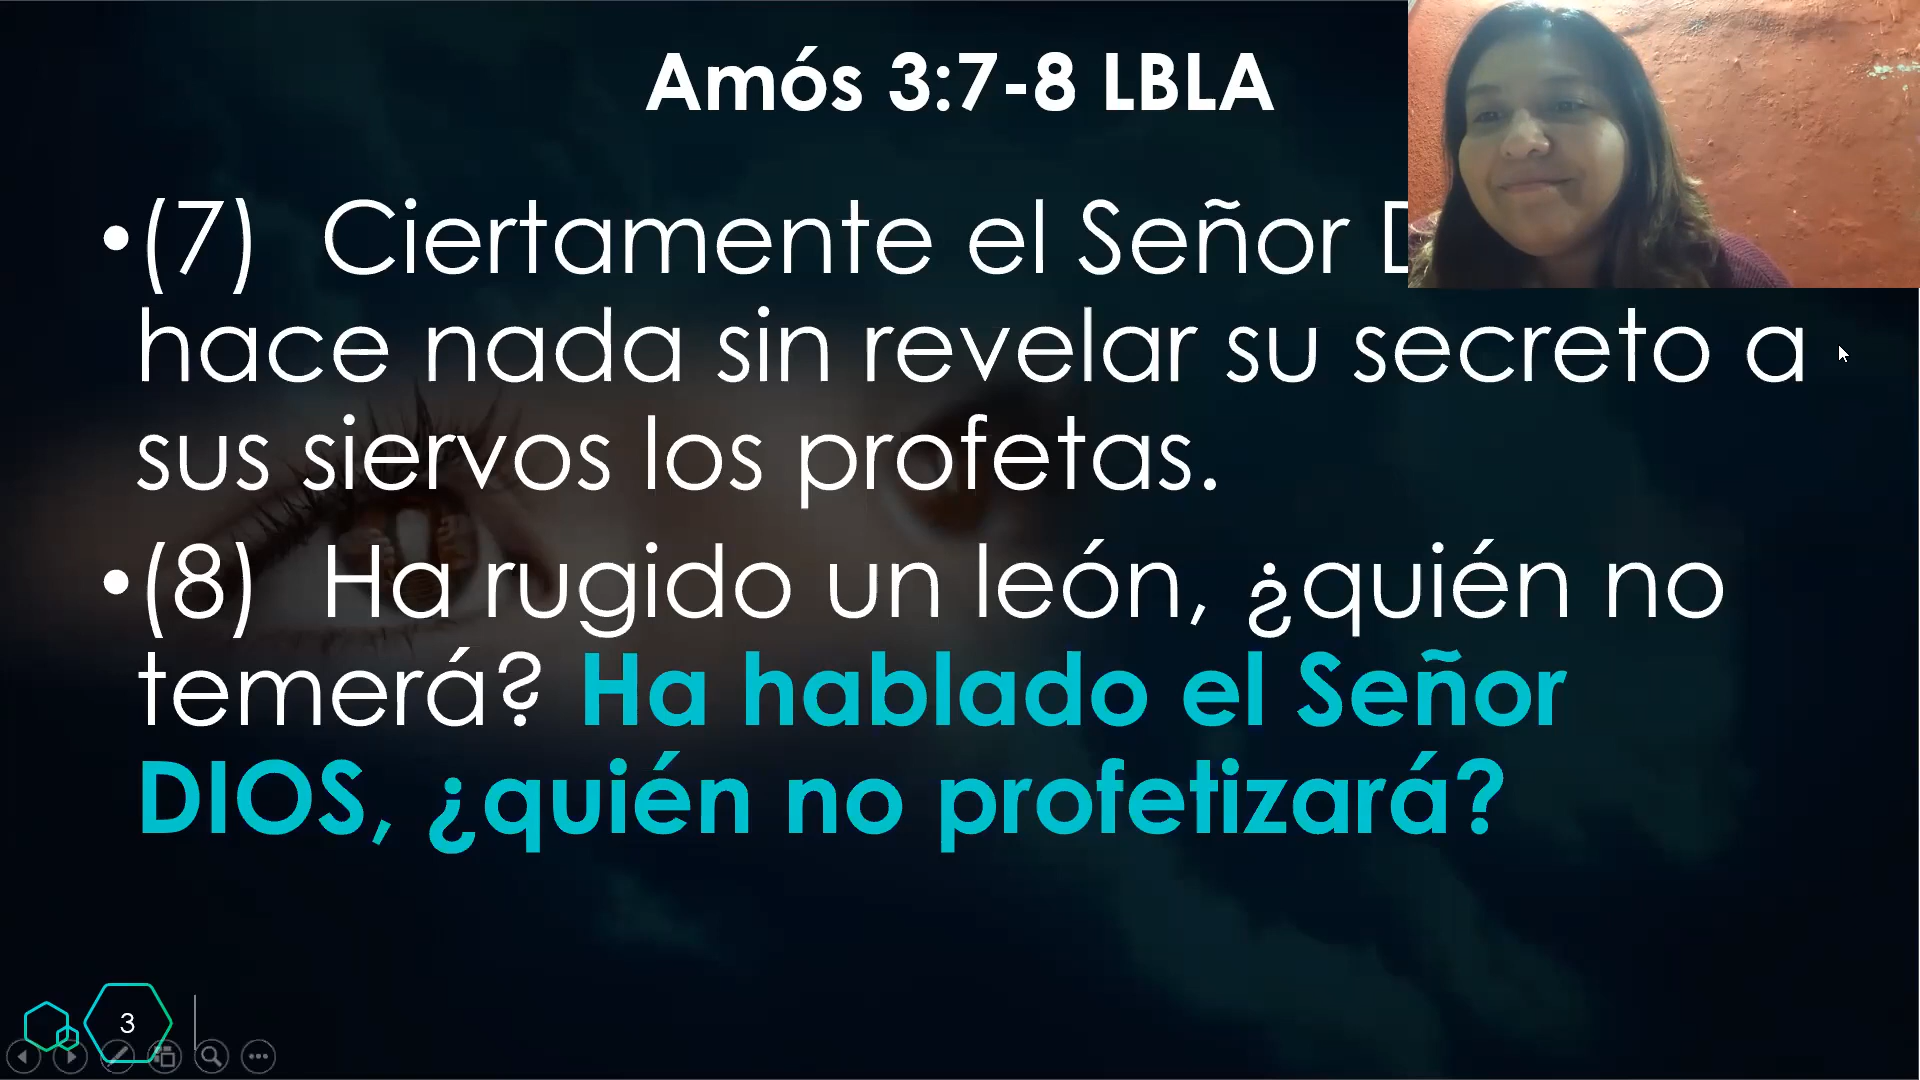 Amós 3:7-8 LBLA
•(7) Ciertamente el Señor
hace nada sin revelar su secreto a
sus siervos los profetas.
•(8) Ha rugido un león, ¿quién no
temerá? Ha hablado el Señor
DIOS, ¿quién no profetizará?
3